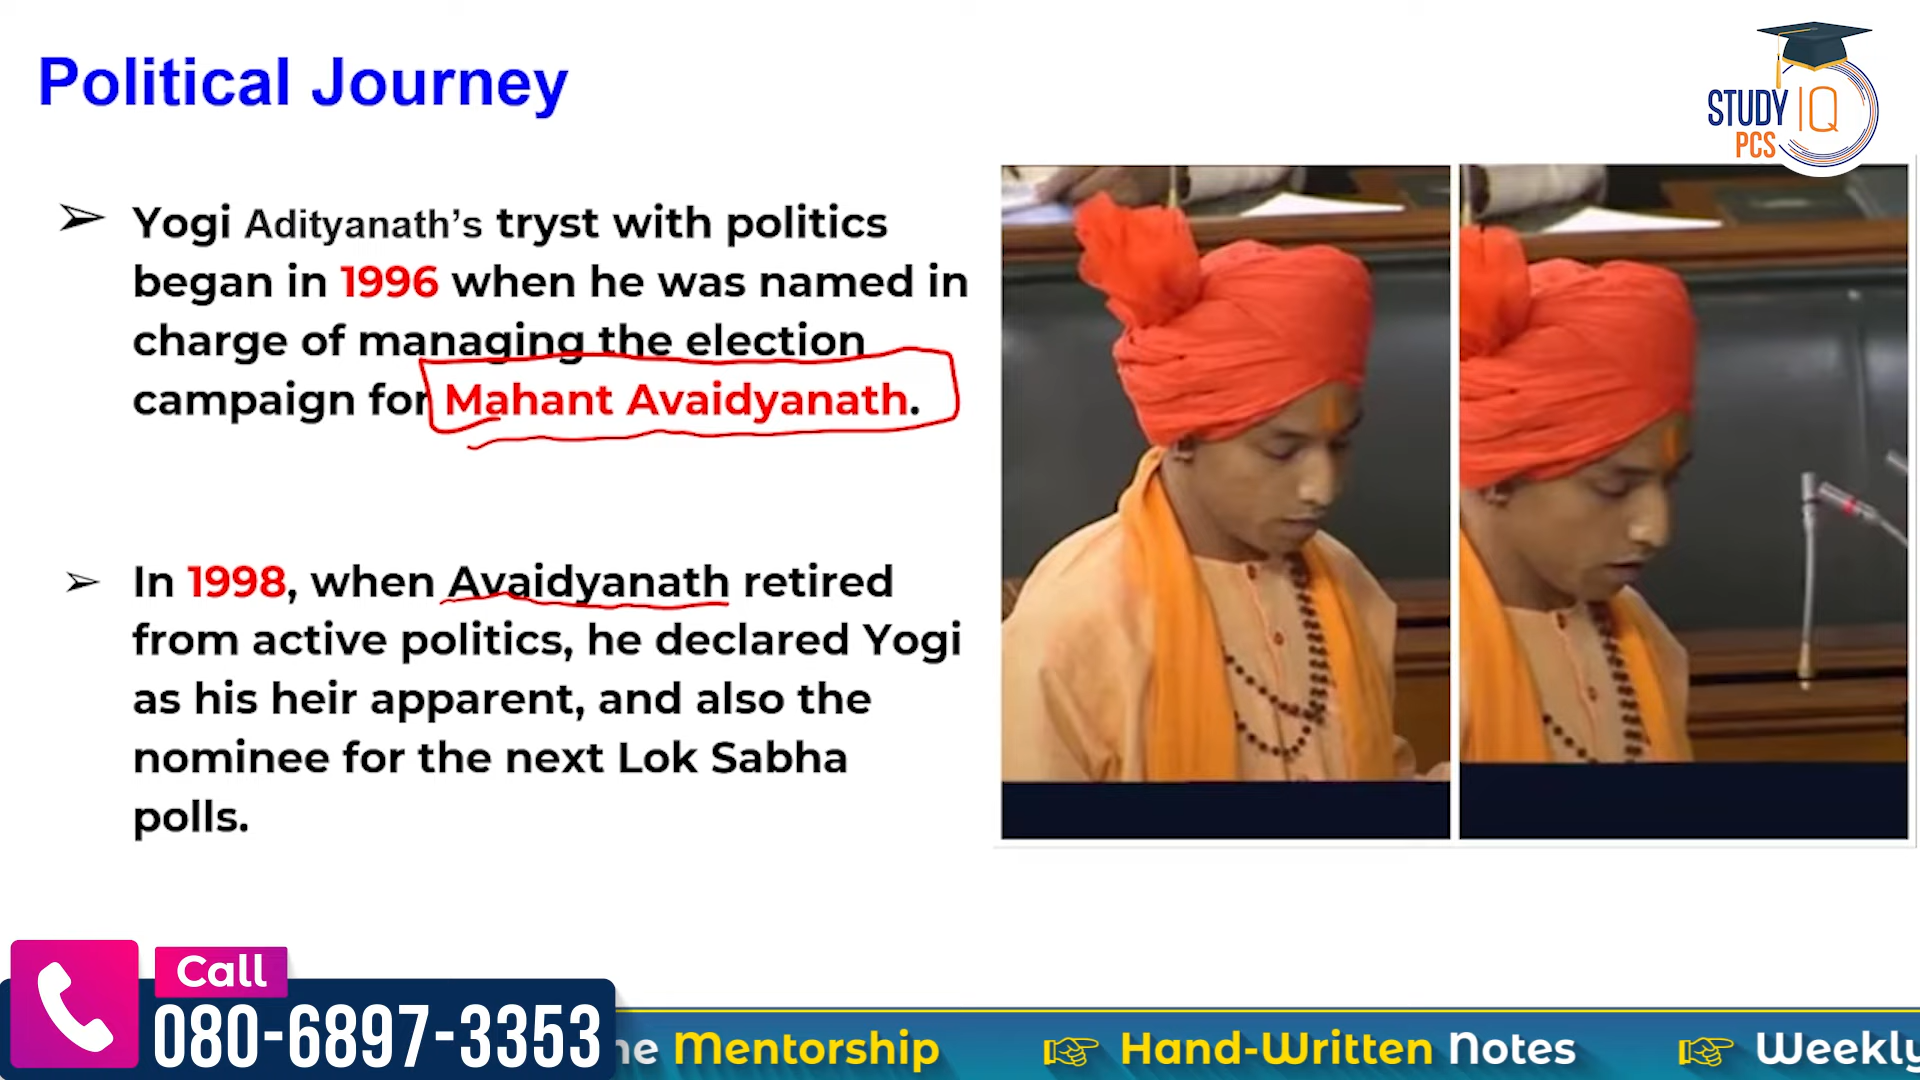 Political Journey
STUDY IQ
PCS
Yogi Adityanath's tryst with politics
began in 1996 when he was named in
charge of managing the election
campaign for Mahant Avaidyanath.
In 1998, when Avaidyanath retired
from active politics, he declared Yogi
as his heir apparent, and also the
nominee for the next Lok Sabha
polls.
Call
080-6897-3353
ne Mentorship Hand-Written Notes Weekly